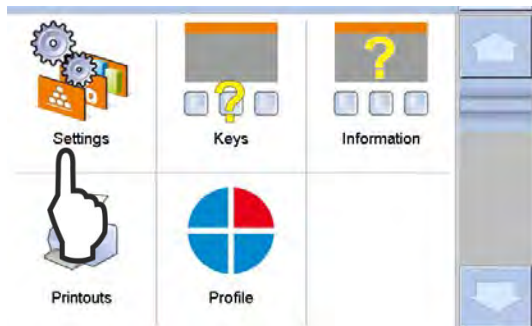 Settings
Keys
Information
Printouts
Profile